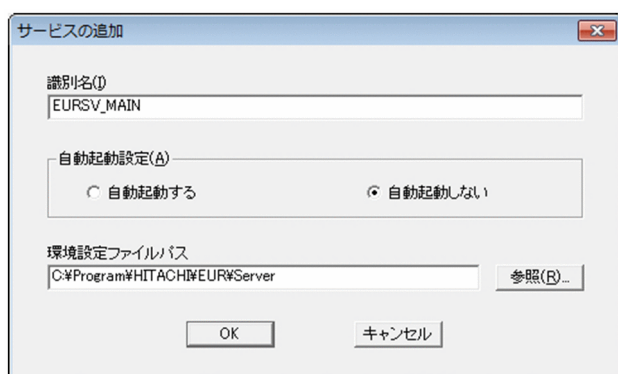 サービスの追加
識別名(I)
EURSV_MAIN
自動起動設定(A)
自動起動する
自動起動しない
環境設定ファイルパス
C:¥Program¥HITACHI¥EUR¥Server
参照(R)...
OK
キャンセル